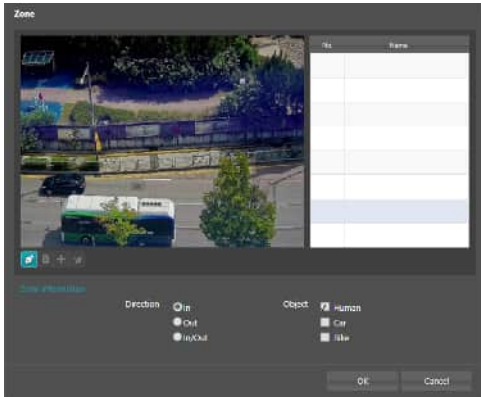 Zone
No. Name
Zone Information
Direction In Object Human
Out Car
In/Out Bike
OK Cancel